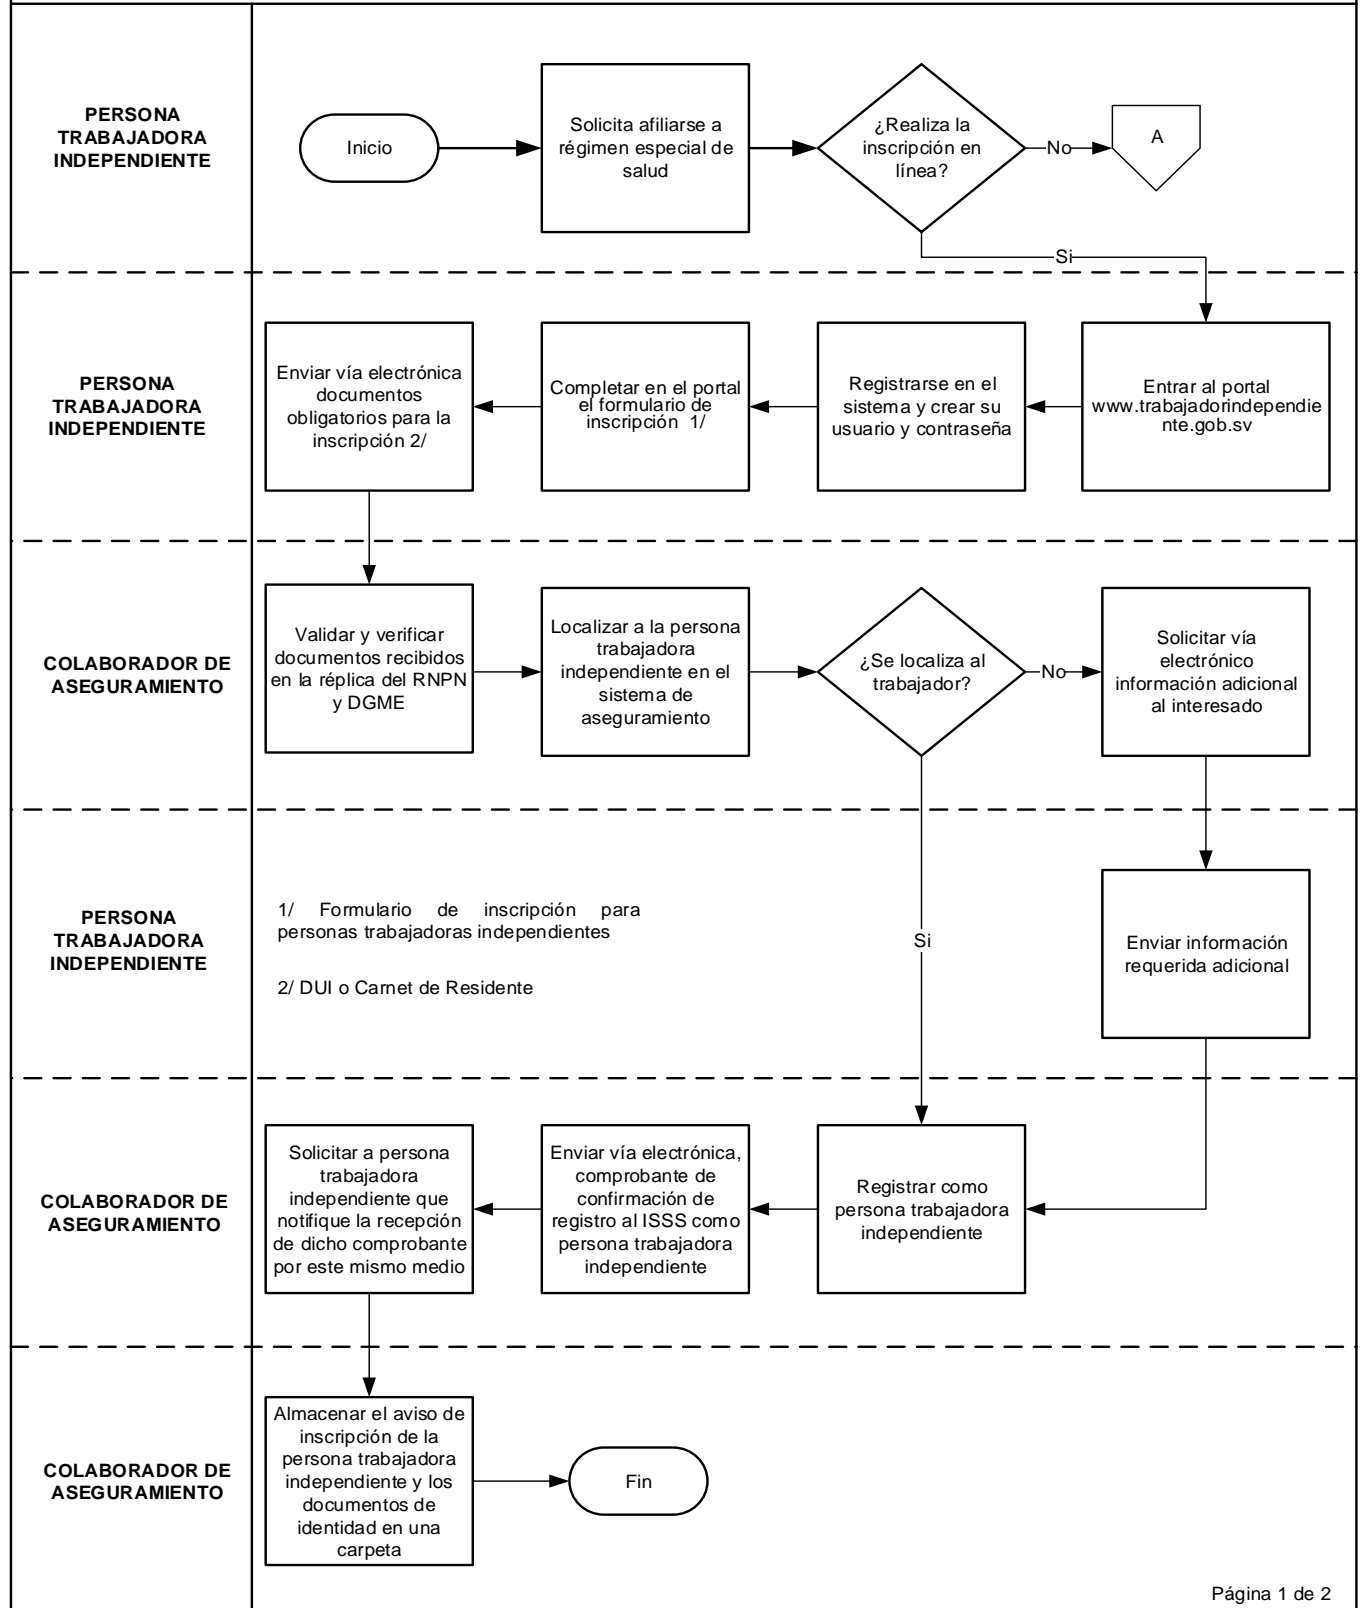 PERSONA
TRABAJADORA
INDEPENDIENTE
Inicio
Solicita afiliarse a
régimen especial de
salud
¿Realiza la
inscripción en
línea?
No
A
Si
PERSONA
TRABAJADORA
INDEPENDIENTE
Enviar vía electrónica
documentos
obligatorios para la
inscripción 2/
Completar en el portal
el formulario de
inscripción 1/
Registrarse en el
sistema y crear su
usuario y contraseña
Entrar al portal
www.trabajadorindependie
nte.gob.sv
COLABORADOR DE
ASEGURAMIENTO
Validar y verificar
documentos recibidos
en la réplica del RNPN
y DGME
Localizar a la persona
trabajadora
independiente en el
sistema de
aseguramiento
¿Se localiza al
trabajador?
No
Solicitar vía
electrónico
información adicional
al interesado
PERSONA
TRABAJADORA
INDEPENDIENTE
1/ Formulario de inscripción para
personas trabajadoras independientes
2/ DUI o Carnet de Residente
Si
Enviar información
requerida adicional
COLABORADOR DE
ASEGURAMIENTO
Solicitar a persona
trabajadora
independiente que
notifique la recepción
de dicho comprobante
por este mismo medio
Enviar vía electrónica,
comprobante de
confirmación de
registro al ISSS como
persona trabajadora
independiente
Registrar como
persona trabajadora
independiente
COLABORADOR DE
ASEGURAMIENTO
Almacenar el aviso de
inscripción de la
persona trabajadora
independiente y los
documentos de
identidad en una
carpeta
Fin
Página 1 de 2